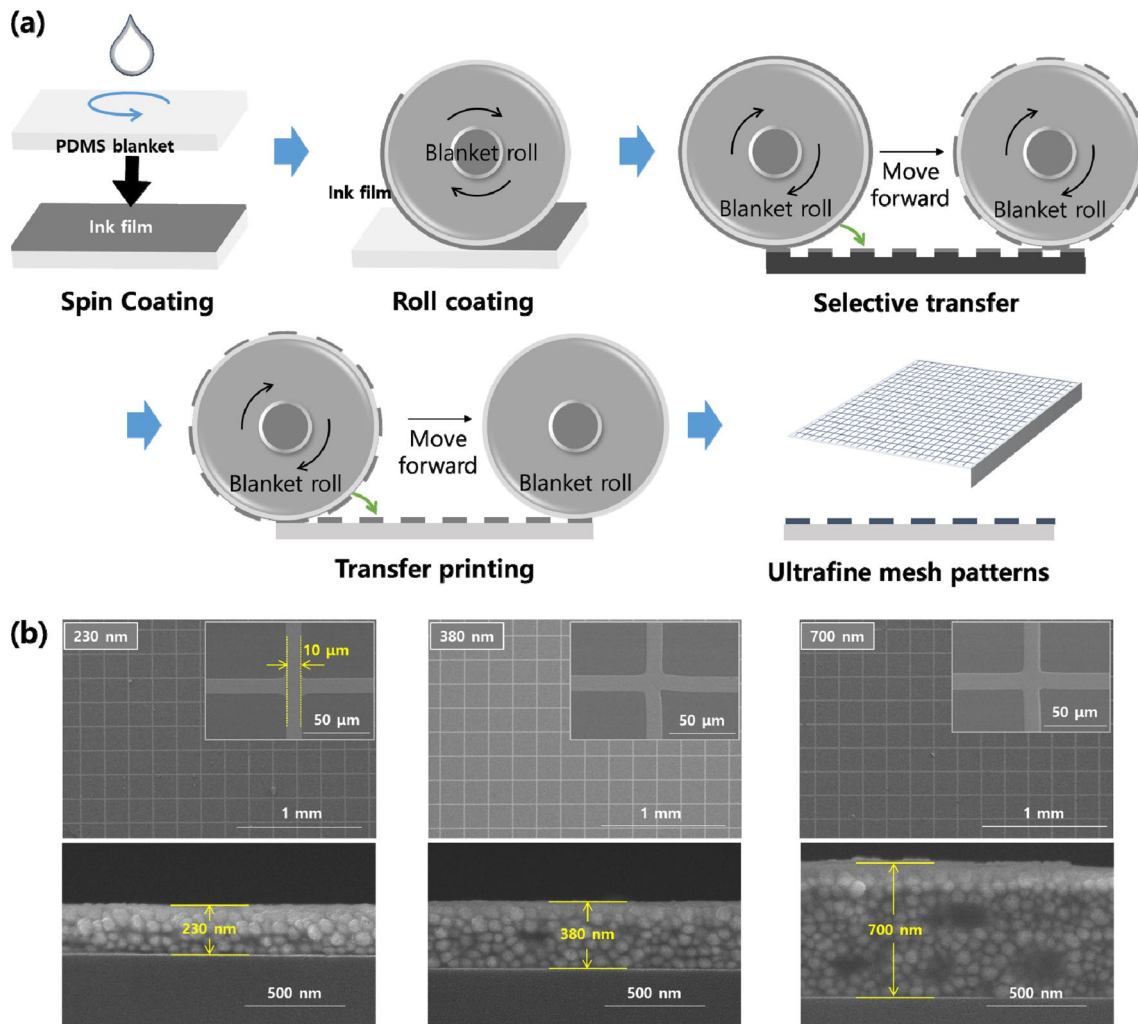 (a)
PDMS blanket
Ink film
Spin Coating
Blanket roll
Ink film
Roll coating
Blanket roll
Move
forward
Blanket roll
Selective transfer
Blanket roll
Move
forward
Blanket roll
Transfer printing
Ultrafine mesh patterns
(b)
230 nm
10 μm
50 μm
1 mm
380 nm
50 μm
1 mm
700 nm
50 μm
1 mm
230 nm
500 nm
380 nm
500 nm
700 nm
500 nm